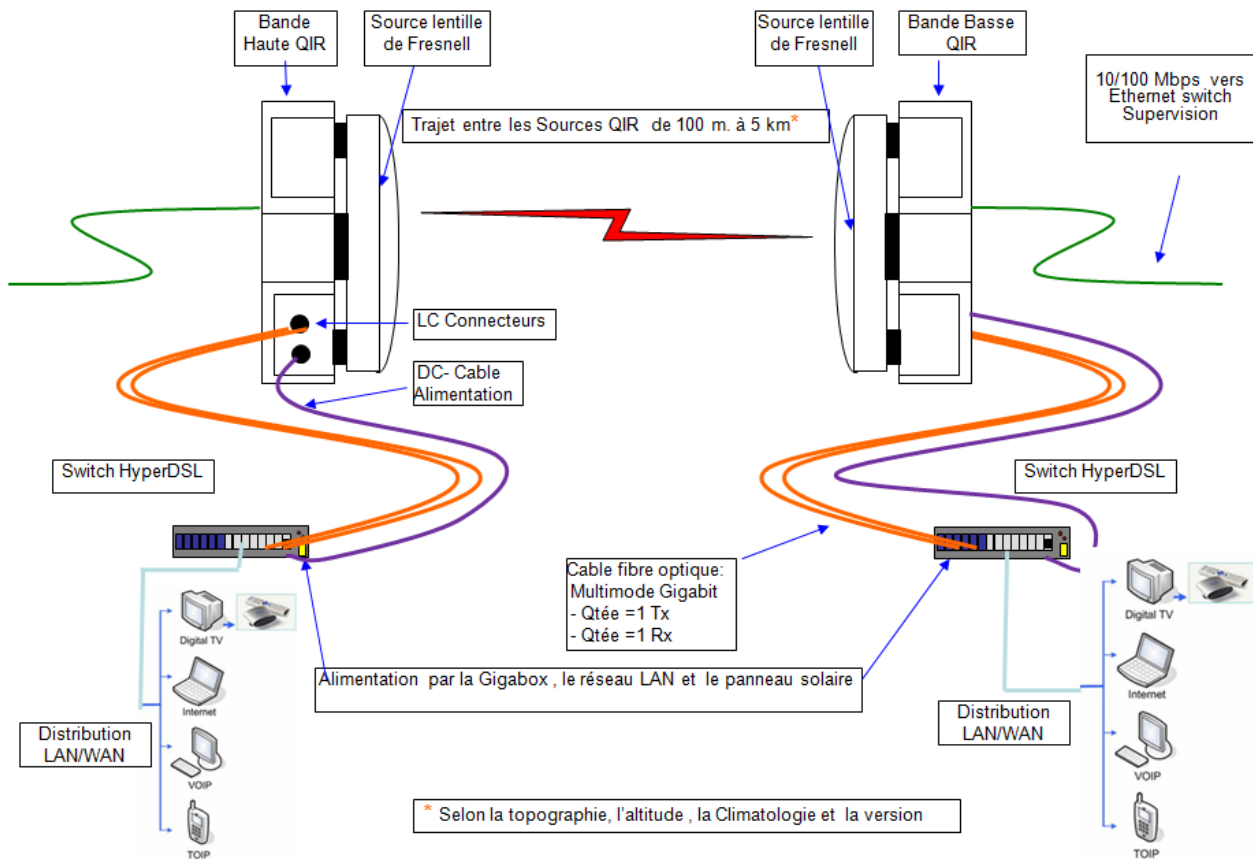 Bande
Haute QIR
Source lentille
de Fresnell
Source lentille
de Fresnell
Bande Basse
QIR
10/100 Mbps vers
Ethernet switch
Supervision
Trajet entre les Sources QIR de 100 m. à 5 km*
LC Connecteurs
DC- Cable
Alimentation
Switch HyperDSL
Switch HyperDSL
Cable fibre optique:
Multimode Gigabit
- Qtée =1 Tx
- Qtée =1 Rx
Digital TV
Internet
VOIP
TOIP
Digital TV
Internet
VOIP
TOIP
Alimentation par la Gigabox , le réseau LAN et le panneau solaire
Distribution
LAN/WAN
Distribution
LAN/WAN
* Selon la topographie, l'altitude , la Climatologie et la version